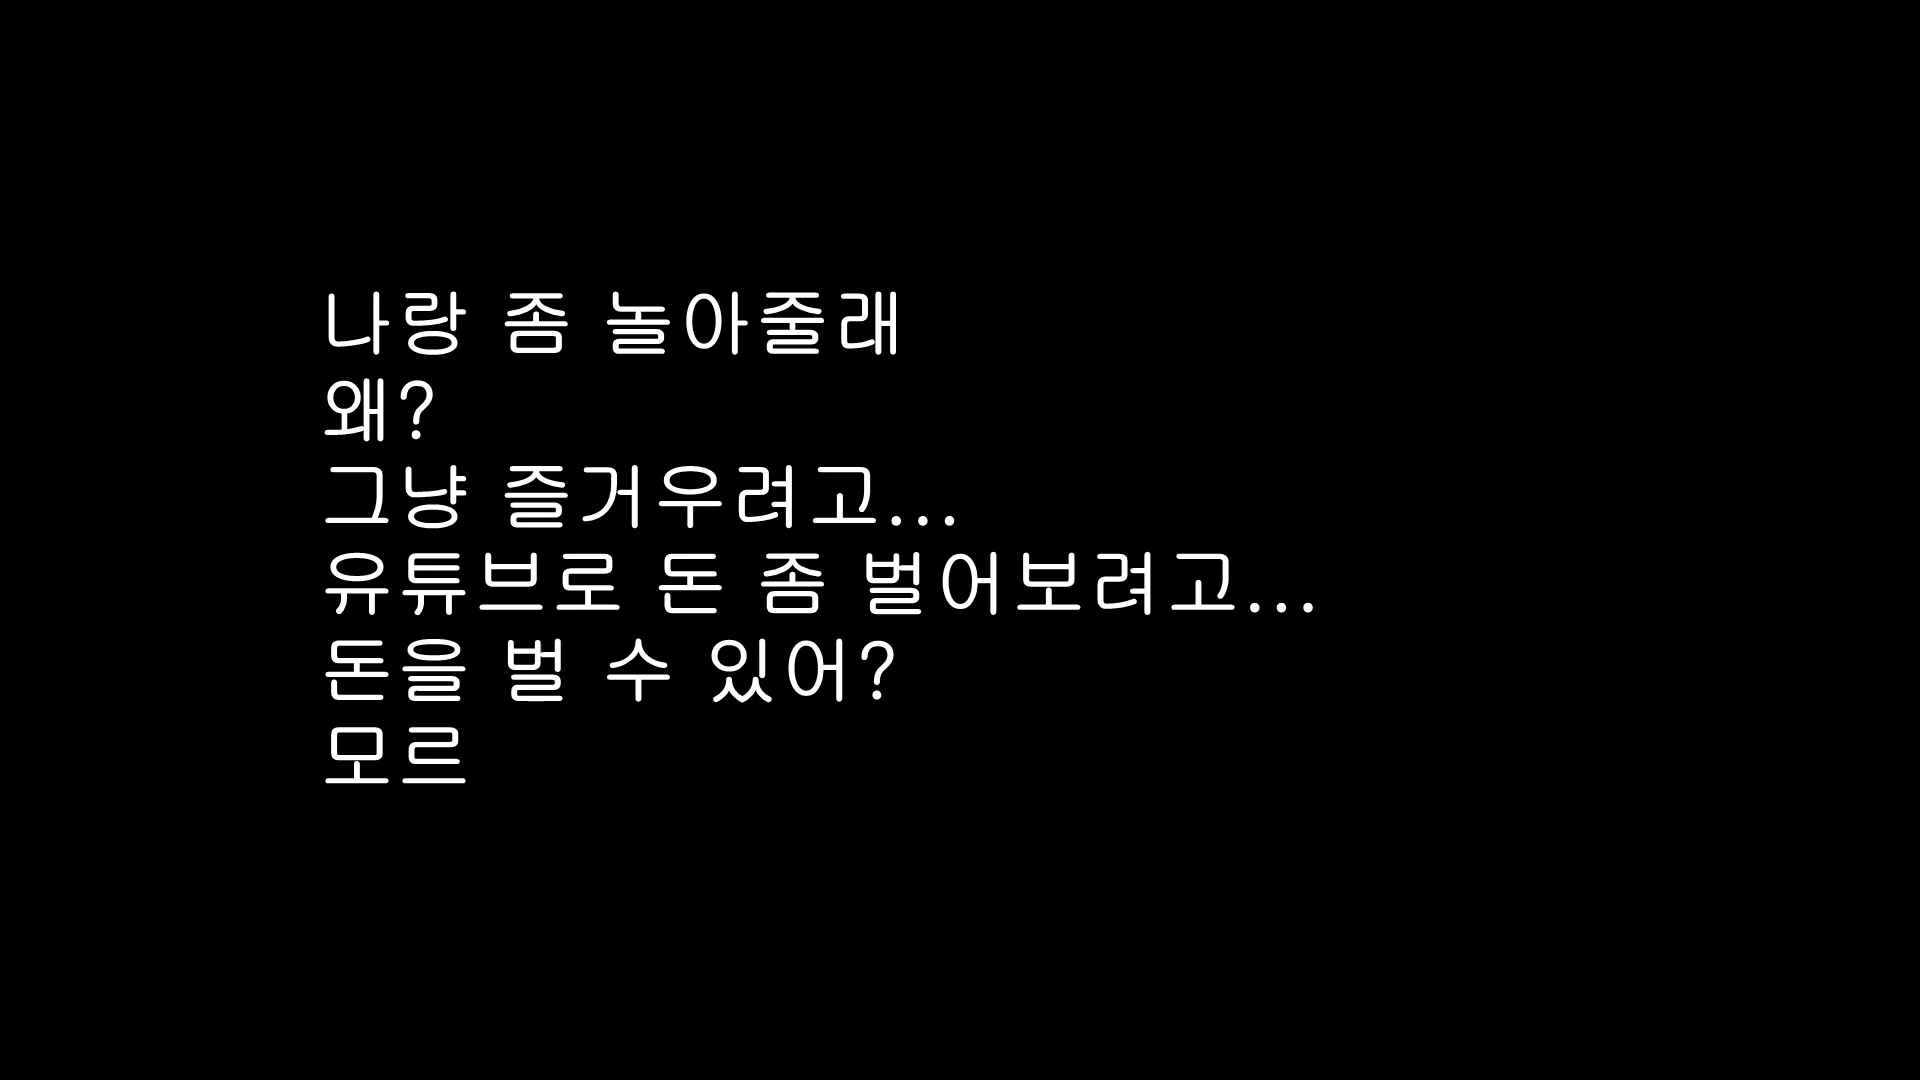 나랑 좀 놀아줄래
왜?
그냥 즐거우려고...
유튜브로 돈 좀 벌어보려고...
돈을 벌 수 있어?
모르